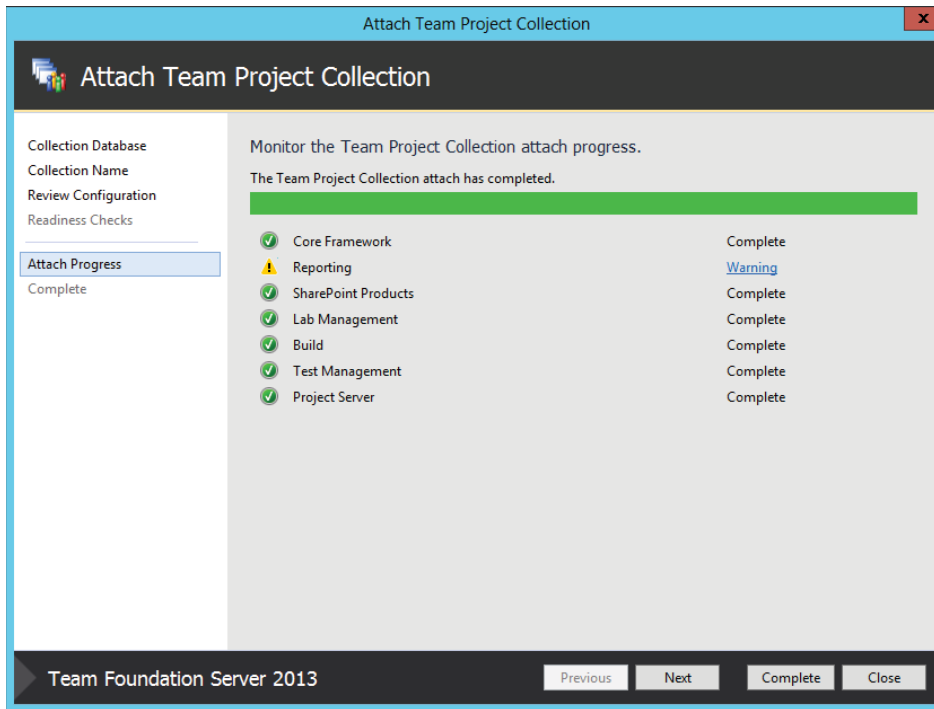 Attach Team Project Collection
x
Attach Team Project Collection
Collection Database
Collection Name
Review Configuration
Readiness Checks
Attach Progress
Complete
Monitor the Team Project Collection attach progress.
The Team Project Collection attach has completed.
Core Framework Complete
Reporting Warning
SharePoint Products Complete
Lab Management Complete
Build Complete
Test Management Complete
Project Server Complete
Team Foundation Server 2013
Previous Next Complete Close